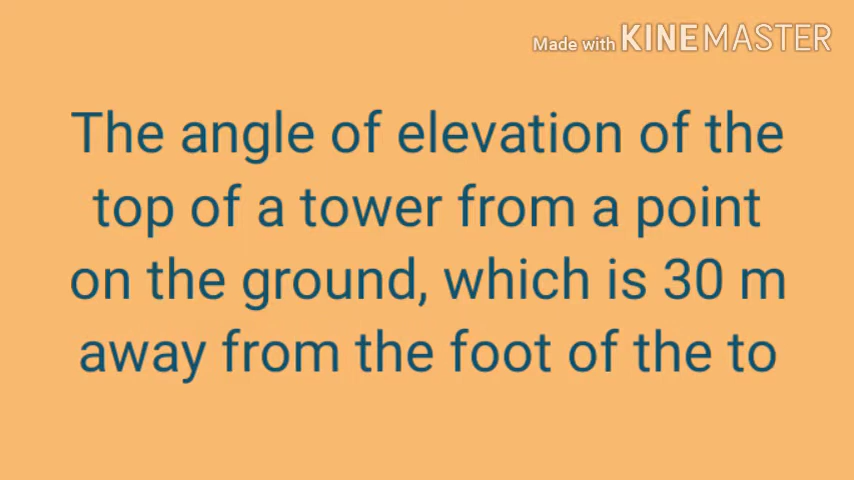 Made with KINEMASTER
The angle of elevation of the
top of a tower from a point
on the ground, which is 30 m
away from the foot of the to